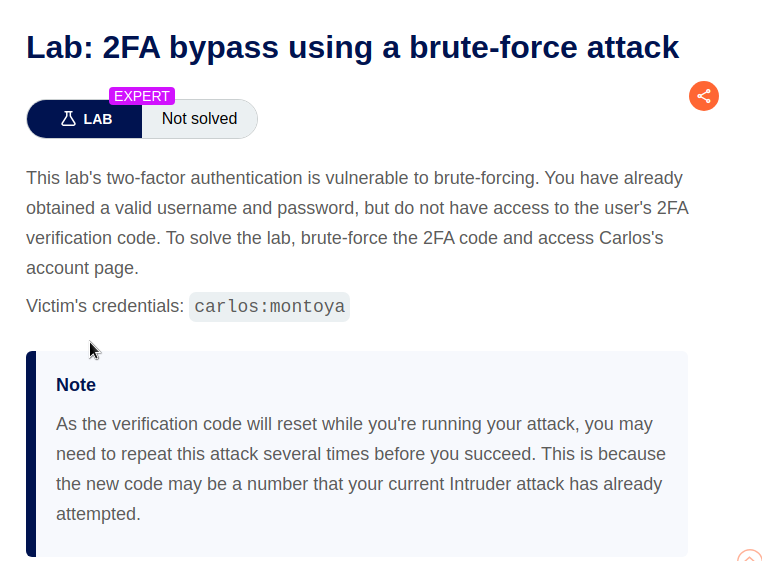 Lab: 2FA bypass using a brute-force attack
EXPERT
LAB
Not solved
This lab's two-factor authentication is vulnerable to brute-forcing. You have already
obtained a valid username and password, but do not have access to the user's 2FA
verification code. To solve the lab, brute-force the 2FA code and access Carlos's
account page.
Victim's credentials: carlos:montoya
Note
As the verification code will reset while you're running your attack, you may
need to repeat this attack several times before you succeed. This is because
the new code may be a number that your current Intruder attack has already
attempted.